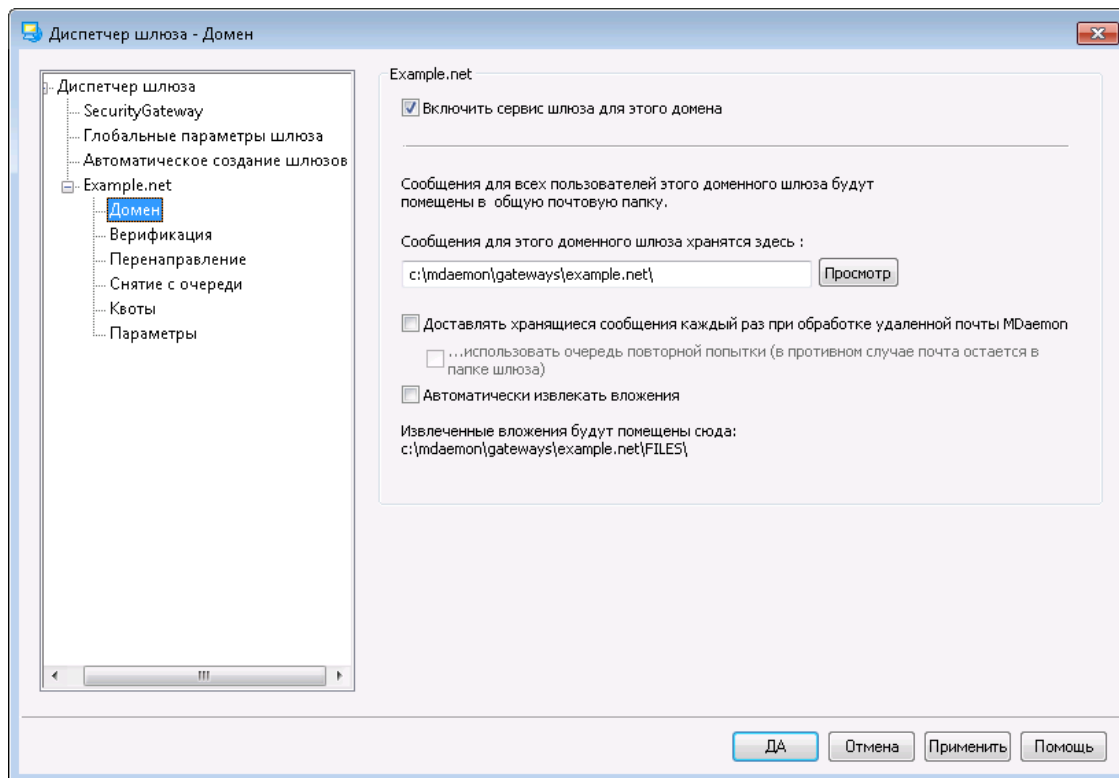 Диспетчер шлюза - Домен
Диспетчер шлюза
SecurityGateway
Глобальные параметры шлюза
Автоматическое создание шлюзов
Example.net
Домен
Верификация
Перенаправление
Снятие с очереди
Квоты
Параметры
Example.net
Включить сервис шлюза для этого домена
Сообщения для всех пользователей этого доменного шлюза будут
помещены в общую почтовую папку.
Сообщения для этого доменного шлюза хранятся здесь :
c:\mdaemon\gateways\example.net\
Просмотр
Доставлять хранящиеся сообщения каждый раз при обработке удаленной почты MDaemon
...использовать очередь повторной попытки (в противном случае почта остается в
папке шлюза)
Автоматически извлекать вложения
Извлеченные вложения будут помещены сюда:
c:\mdaemon\gateways\example.net\FILES\
ДА
Отмена
Применить
Помощь